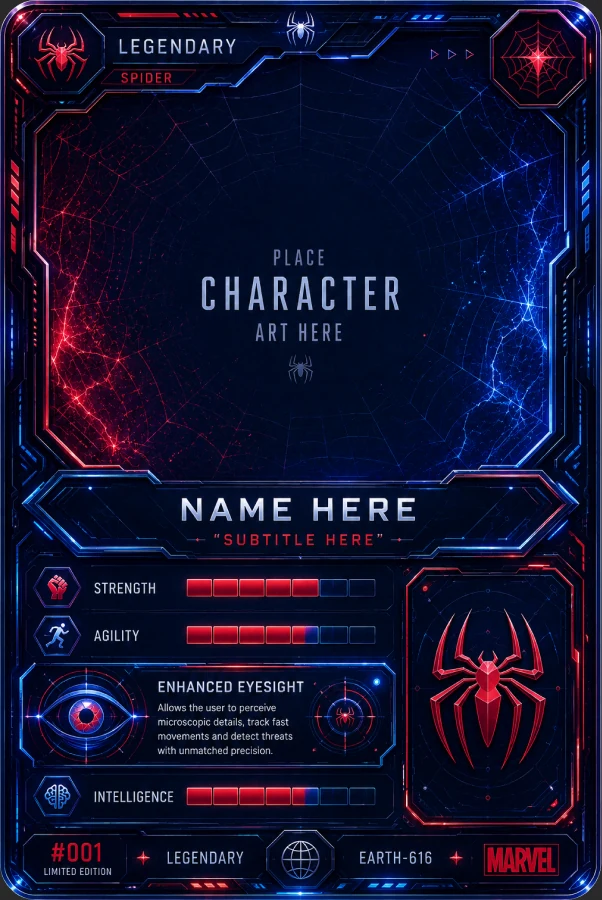 LEGENDARY
SPIDER
PLACE
CHARACTER
ART HERE
NAME HERE
"SUBTITLE HERE"
STRENGTH
AGILITY
ENHANCED EYESIGHT
Allows the user to perceive
microscopic details, track fast
movements and detect threats
with unmatched precision.
INTELLIGENCE
#001
LIMITED EDITION
LEGENDARY
EARTH-616
MARVEL